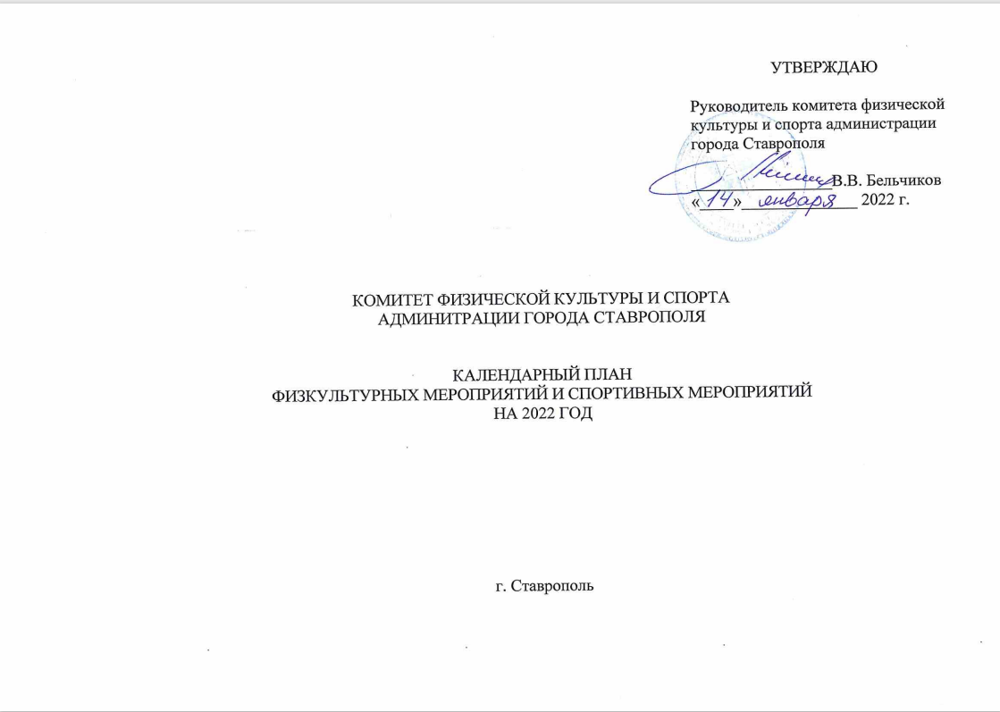 УТВЕРЖДАЮ
Руководитель комитета физической
культуры и спорта администрации
города Ставрополя
В.В. Бельчиков
«14» января 2022 г.
КОМИТЕТ ФИЗИЧЕСКОЙ КУЛЬТУРЫ И СПОРТА
АДМИНИТРАЦИИ ГОРОДА СТАВРОПОЛЯ
КАЛЕНДАРНЫЙ ПЛАН
ФИЗКУЛЬТУРНЫХ МЕРОПРИЯТИЙ И СПОРТИВНЫХ МЕРОПРИЯТИЙ
НА 2022 ГОД
г. Ставрополь